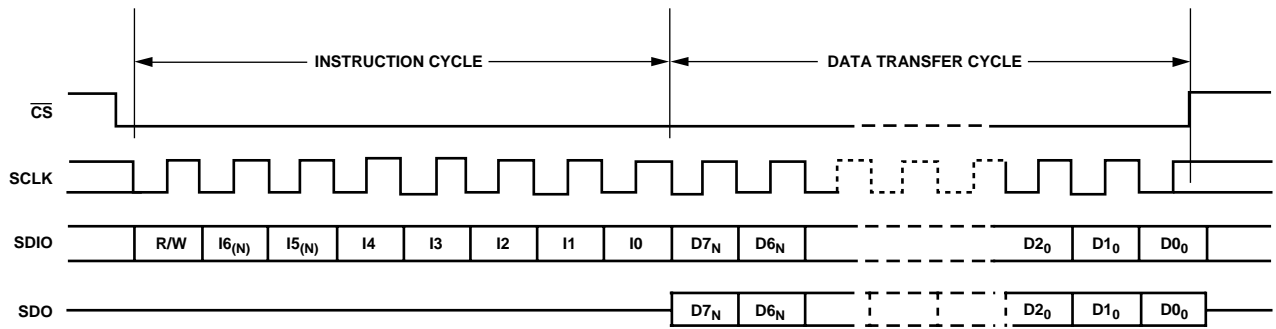 INSTRUCTION CYCLE DATA TRANSFER CYCLE
CS
SCLK
SDIO R/W I6(N) I5(N) I4 I3 I2 I1 I0 D7N D6N D20 D10 D00
SDO D7N D6N D20 D10 D00